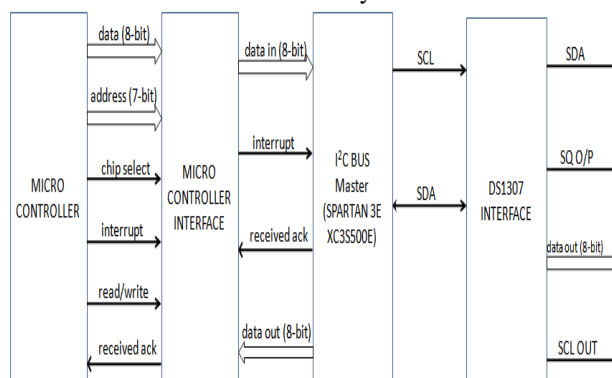 data (8-bit)
address (7-bit)
chip select
interrupt
read/write
received ack
MICRO
CONTROLLER
MICRO
CONTROLLER
INTERFACE
data in (8-bit)
interrupt
received ack
data out (8-bit)
I²C BUS
Master
(SPARTAN 3E
XC3S500E)
SCL
SDA
DS1307
INTERFACE
SDA
SQ O/P
data out (8-bit)
SCL OUT